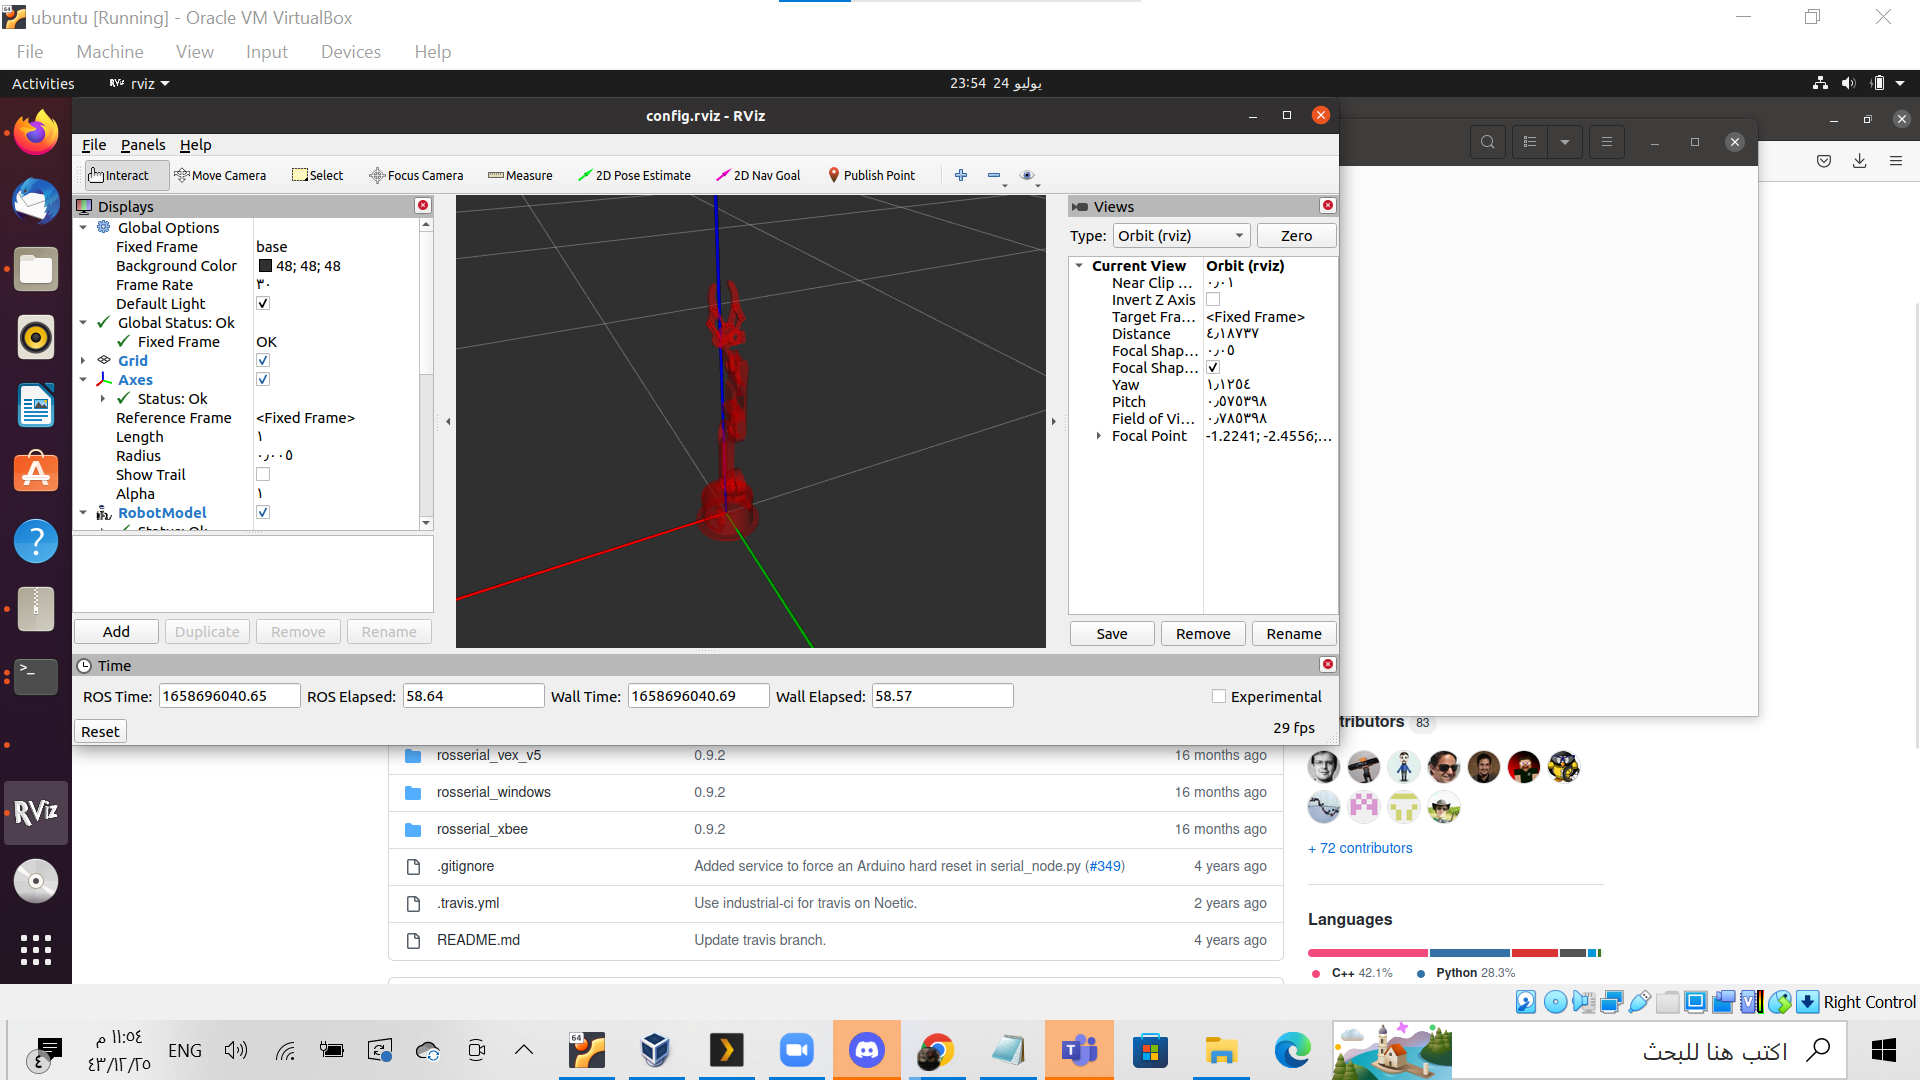 ubuntu [Running] - Oracle VM VirtualBox
File Machine View Input Devices Help
Activities rviz 23:54 24 يوليو
config.rviz - RViz
File Panels Help
Interact Move Camera Select Focus Camera Measure 2D Pose Estimate 2D Nav Goal Publish Point
Displays
Global Options
Fixed Frame base
Background Color 48; 48; 48
Frame Rate ٣٠
Default Light
Global Status: Ok
Fixed Frame OK
Grid
Axes
Status: Ok
Reference Frame <Fixed Frame>
Length ١
Radius ٠٫٠٠٥
Show Trail
Alpha ١
RobotModel
Status: Ok
Add Duplicate Remove Rename
Views
Type: Orbit (rviz) Zero
Current View Orbit (rviz)
Near Clip ... ٠٫٠١
Invert Z Axis
Target Fra... <Fixed Frame>
Distance ٤٫١٨٧٣٧
Focal Shap... ٠٫٠٥
Focal Shap...
Yaw ١٫١٢٥٤
Pitch ٠٫٥٧٥٣٩٨
Field of Vi... ٠٫٧٨٥٣٩٨
Focal Point -1.2241; -2.4556;...
Save Remove Rename
Time
ROS Time: 1658696040.65 ROS Elapsed: 58.64 Wall Time: 1658696040.69 Wall Elapsed: 58.57 Experimental
Reset 29 fps
rosserial_vex_v5 0.9.2 16 months ago
rosserial_windows 0.9.2 16 months ago
rosserial_xbee 0.9.2 16 months ago
.gitignore Added service to force an Arduino hard reset in serial_node.py (#349) 4 years ago
.travis.yml Use industrial-ci for travis on Noetic. 2 years ago
README.md Update travis branch. 4 years ago
tributors 83
+ 72 contributors
Languages
C++ 42.1% Python 28.3%
RViz
Right Control
٤
١١:٥٤ م
٤٣/١٢/٢٥
ENG
64
اكتب هنا للبحث